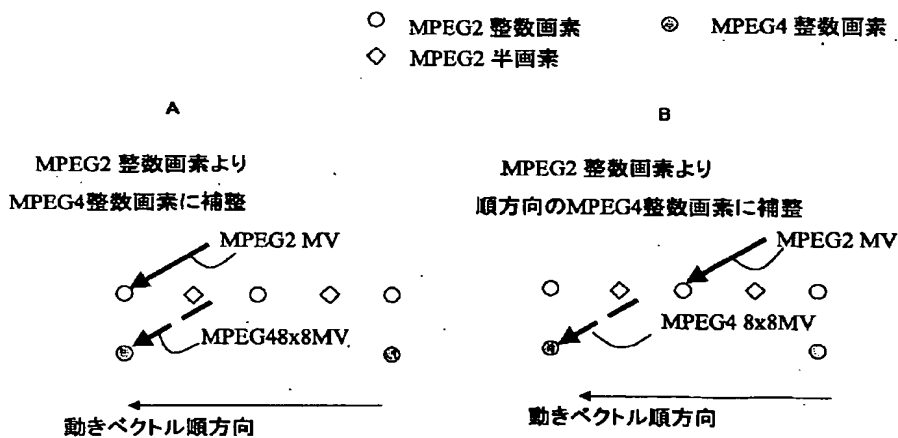 ○ MPEG2 整数画素
◎ MPEG4 整数画素
◇ MPEG2 半画素
A
MPEG2 整数画素より
MPEG4整数画素に補整
MPEG2 MV
MPEG48x8MV
動きベクトル順方向
B
MPEG2 整数画素より
順方向のMPEG4整数画素に補整
MPEG2 MV
MPEG4 8x8MV
動きベクトル順方向